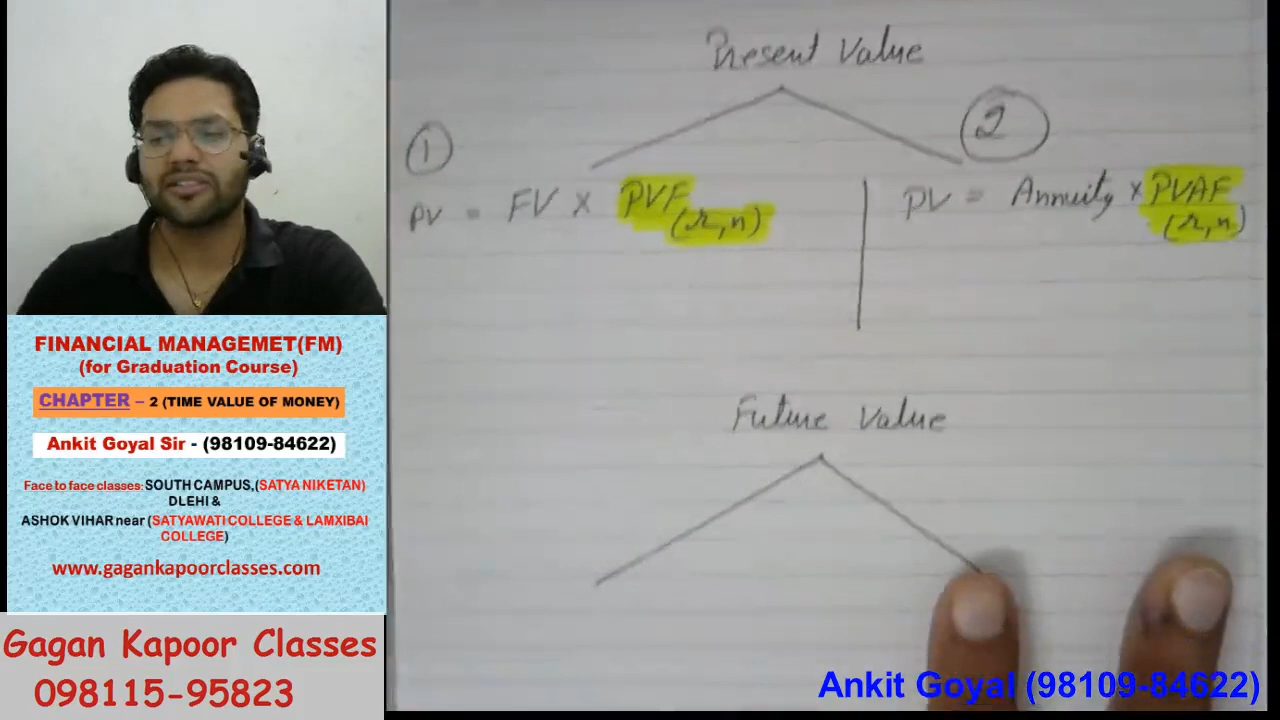 Present Value
① ②
PV = FV × PVF(r,n)
PV = Annuity × PVAF(r,n)
Future Value
FINANCIAL MANAGEMET(FM)
(for Graduation Course)
CHAPTER – 2 (TIME VALUE OF MONEY)
Ankit Goyal Sir - (98109-84622)
Face to face classes: SOUTH CAMPUS,(SATYA NIKETAN)
DLEHI &
ASHOK VIHAR near (SATYAWATI COLLEGE & LAMXIBAI
COLLEGE)
www.gagankapoorclasses.com
Gagan Kapoor Classes
098115-95823
Ankit Goyal (98109-84622)